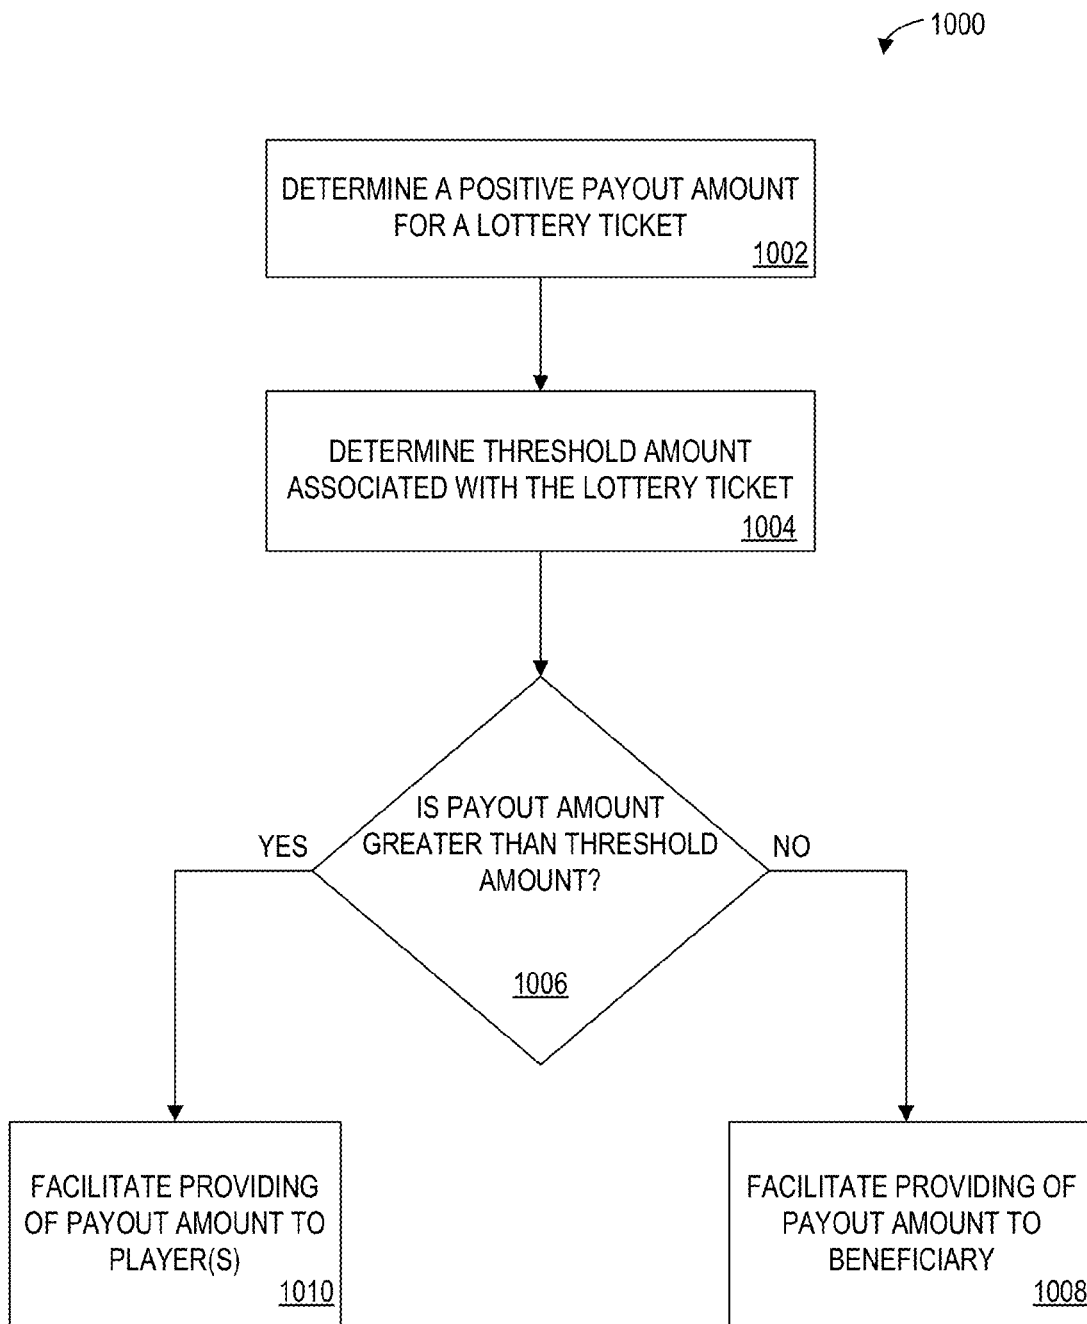 1000
DETERMINE A POSITIVE PAYOUT AMOUNT
FOR A LOTTERY TICKET
1002
DETERMINE THRESHOLD AMOUNT
ASSOCIATED WITH THE LOTTERY TICKET
1004
IS PAYOUT AMOUNT
GREATER THAN THRESHOLD
AMOUNT?
YES
NO
1006
FACILITATE PROVIDING
OF PAYOUT AMOUNT TO
PLAYER(S)
1010
FACILITATE PROVIDING OF
PAYOUT AMOUNT TO
BENEFICIARY
1008